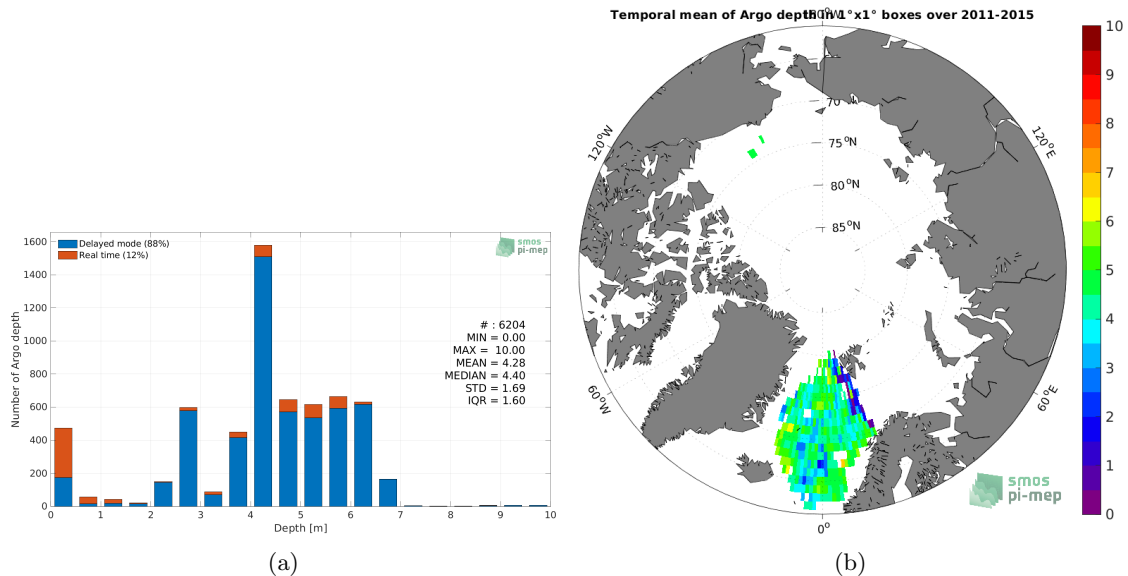 Delayed mode (88%)
Real time (12%)
smos
pi-mep
# : 6204
MIN = 0.00
MAX = 10.00
MEAN = 4.28
MEDIAN = 4.40
STD = 1.69
IQR = 1.60
Number of Argo depth
1600
1400
1200
1000
800
600
400
200
0
0 1 2 3 4 5 6 7 8 9 10
Depth [m]
(a)
Temporal mean of Argo depth in 1°x1° boxes over 2011-2015
180°W
120°W
120°E
60°W
60°E
0°
70
75°N
80°N
85°N
10
9
8
7
6
5
4
3
2
1
0
smos
pi-mep
(b)